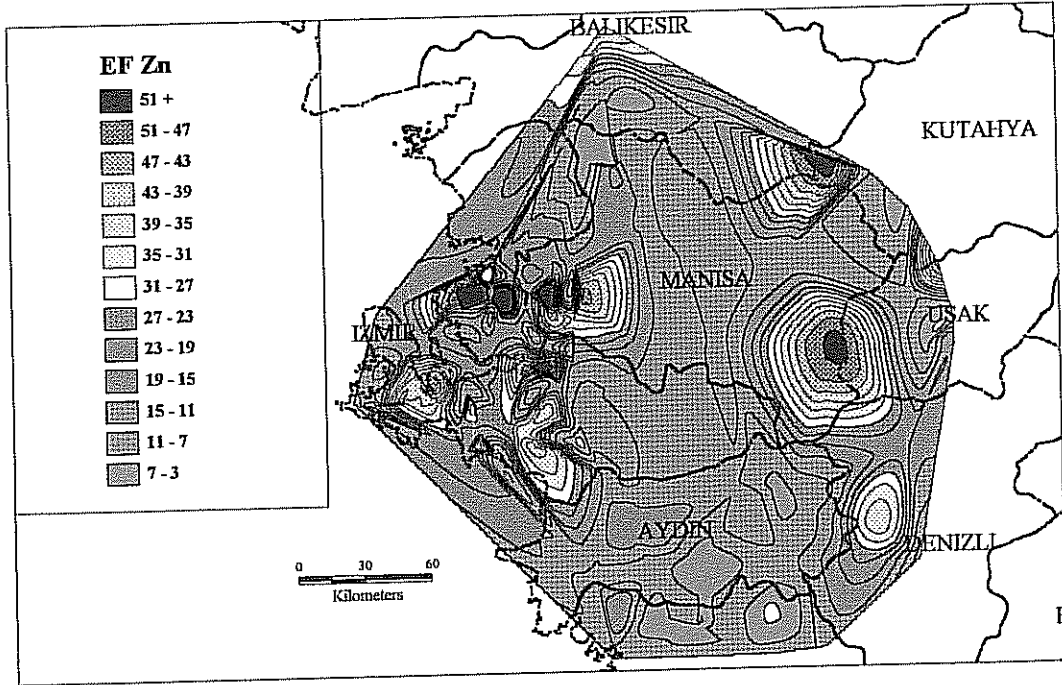 BALIKESIR
EF Zn
51 +
51 - 47
47 - 43
43 - 39
39 - 35
35 - 31
31 - 27
27 - 23
23 - 19
19 - 15
15 - 11
11 - 7
7 - 3
KUTAHYA
MANISA
USAK
IZMIR
AYDIN
DENIZLI
0 30 60
Kilometers